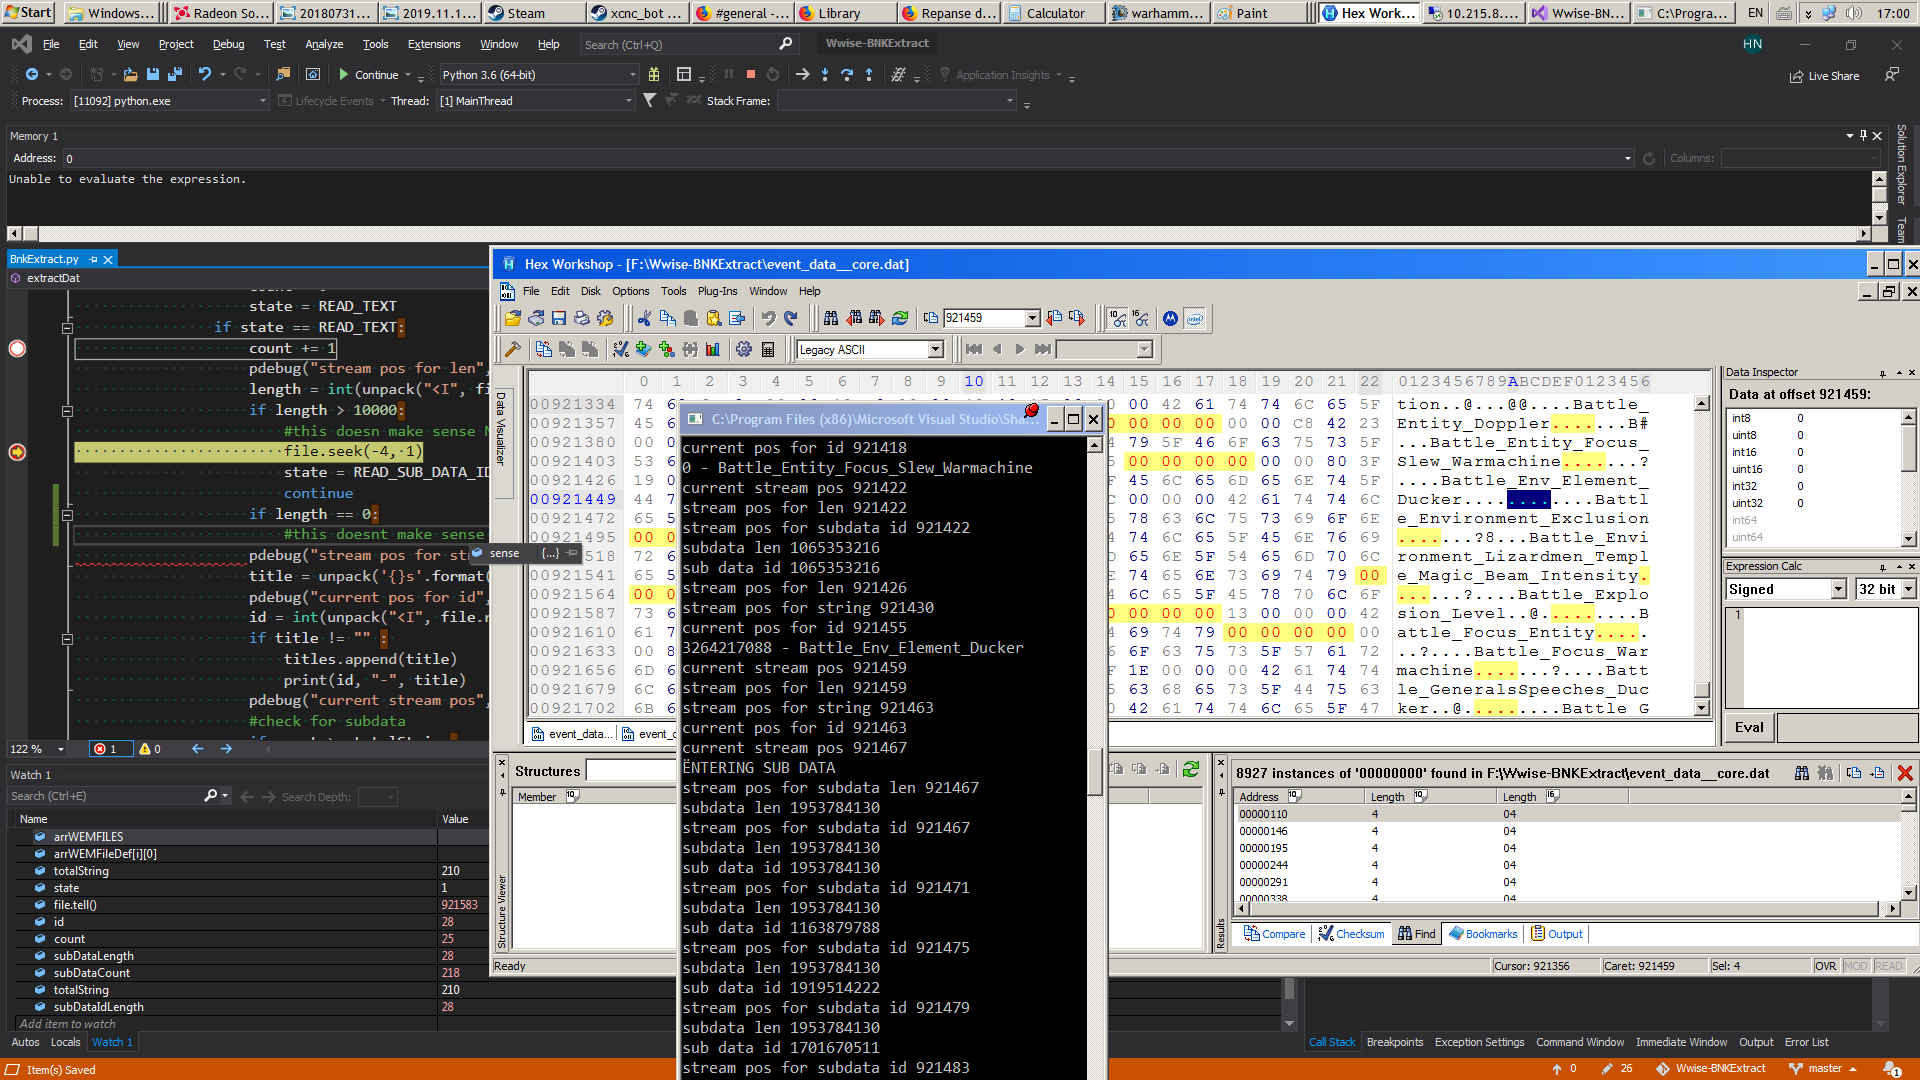 Start Windows... Radeon So... 20180731... 2019.11.1... Steam xcnc_bot ... #general -... Library Repanse d... Calculator warhamm... Paint Hex Work... 10.215.8.... Wwise-BN... C:\Progra... EN 17:00
File Edit View Project Debug Test Analyze Tools Extensions Window Help Search (Ctrl+Q) Wwise-BNKExtract HN
Continue Python 3.6 (64-bit) Application Insights Live Share
Process: [11092] python.exe Lifecycle Events Thread: [1] MainThread Stack Frame:
Memory 1
Address: 0 Columns:
Unable to evaluate the expression.
Solution Explorer
Team
BnkExtract.py
extractDat
state = READ_TEXT
if state == READ_TEXT:
count += 1
pdebug("stream pos for len",
length = int(unpack("<I", fi
if length > 10000:
#this doesn make sense
file.seek(-4, 1)
state = READ_SUB_DATA_ID
continue
if length == 0:
#this doesnt make sense
pdebug("stream pos for st
title = unpack('{}s'.format(
pdebug("current pos for id",
id = int(unpack("<I", file.r
if title != "" :
titles.append(title)
print(id, "-", title)
pdebug("current stream pos",
#check for subdata
sense {...}
122 % 1 0
Watch 1
Search (Ctrl+E) Search Depth:
Name Value
arrWEMFILES
arrWEMFileDef[i][0]
totalString 210
state 1
file.tell() 921583
id 28
count 25
subDataLength 28
subDataCount 218
totalString 210
subDataIdLength 28
Add item to watch
Autos Locals Watch 1
Item(s) Saved
Hex Workshop - [F:\Wwise-BNKExtract\event_data__core.dat]
File Edit Disk Options Tools Plug-Ins Window Help
921459
Legacy ASCII
Data Visualizer
0 1 2 3 4 5 6 7 8 9 10 11 12 13 14 15 16 17 18 19 20 21 22 0123456789ABCDEF0123456
00921334 74 00 00 42 61 74 74 6C 65 5F tion..@...@@....Battle_
00921357 45 00 00 00 00 00 C8 42 23 Entity_Doppler.......B#
00921380 00 79 5F 46 6F 63 75 73 ...Battle_Entity_Focus_
00921403 53 00 00 00 00 00 00 80 3F Slew_Warmachine.......?
00921426 19 45 6C 65 6D 65 6E 74 5F ....Battle_Env_Element_
00921449 44 00 00 00 00 42 61 74 74 6C Ducker............Battl
00921472 65 78 63 6C 75 73 69 6F 6E e_Environment_Exclusion
00921495 00 74 6C 65 5F 45 6E 76 69 ......?8...Battle_Envi
00921518 72 65 6E 5F 54 65 6D 70 6C ronment_Lizardmen_Templ
00921541 65 74 65 6E 73 69 74 79 00 e_Magic_Beam_Intensity.
00921564 00 6C 65 5F 45 78 70 6C 6F ......?....Battle_Explo
00921587 73 00 00 00 00 13 00 00 00 42 sion_Level..@.........B
00921610 61 69 74 79 00 00 00 00 00 attle_Focus_Entity.....
00921633 00 6F 63 75 73 5F 57 61 72 ..?....Battle_Focus_War
00921656 6D 1E 00 00 00 42 61 74 74 machine.......?....Batt
00921679 6C 63 68 65 73 5F 44 75 63 le_GeneralsSpeeches_Duc
00921702 6B 42 61 74 74 6C 65 5F 47 ker..@.........Battle_G
event_data...
C:\Program Files (x86)\Microsoft Visual Studio\Sha...
current pos for id 921418
0 - Battle_Entity_Focus_Slew_Warmachine
current stream pos 921422
stream pos for len 921422
stream pos for subdata id 921422
subdata len 1065353216
sub data id 1065353216
stream pos for len 921426
stream pos for string 921430
current pos for id 921455
3264217088 - Battle_Env_Element_Ducker
current stream pos 921459
stream pos for len 921459
stream pos for string 921463
current pos for id 921463
current stream pos 921467
ENTERING SUB DATA
stream pos for subdata len 921467
subdata len 1953784130
stream pos for subdata id 921467
subdata len 1953784130
sub data id 1953784130
stream pos for subdata id 921471
subdata len 1953784130
sub data id 1163879788
stream pos for subdata id 921475
subdata len 1953784130
sub data id 1919514222
stream pos for subdata id 921479
subdata len 1953784130
sub data id 1701670511
stream pos for subdata id 921483
Data Inspector
Data at offset 921459:
int8 0
uint8 0
int16 0
uint16 0
int32 0
uint32 0
int64
uint64
Expression Calc
Signed 32 bit
1
Eval
Structures
Member
Structure Viewer
Results
8927 instances of '00000000' found in F:\Wwise-BNKExtract\event_data__core.dat
Address Length Length
00000110 4 04
00000146 4 04
00000195 4 04
00000244 4 04
00000291 4 04
00000338 4 04
Compare Checksum Find Bookmarks Output
Ready Cursor: 921356 Caret: 921459 Sel: 4 OVR MOD READ
Call Stack Breakpoints Exception Settings Command Window Immediate Window Output Error List
0 26 Wwise-BNKExtract master 1